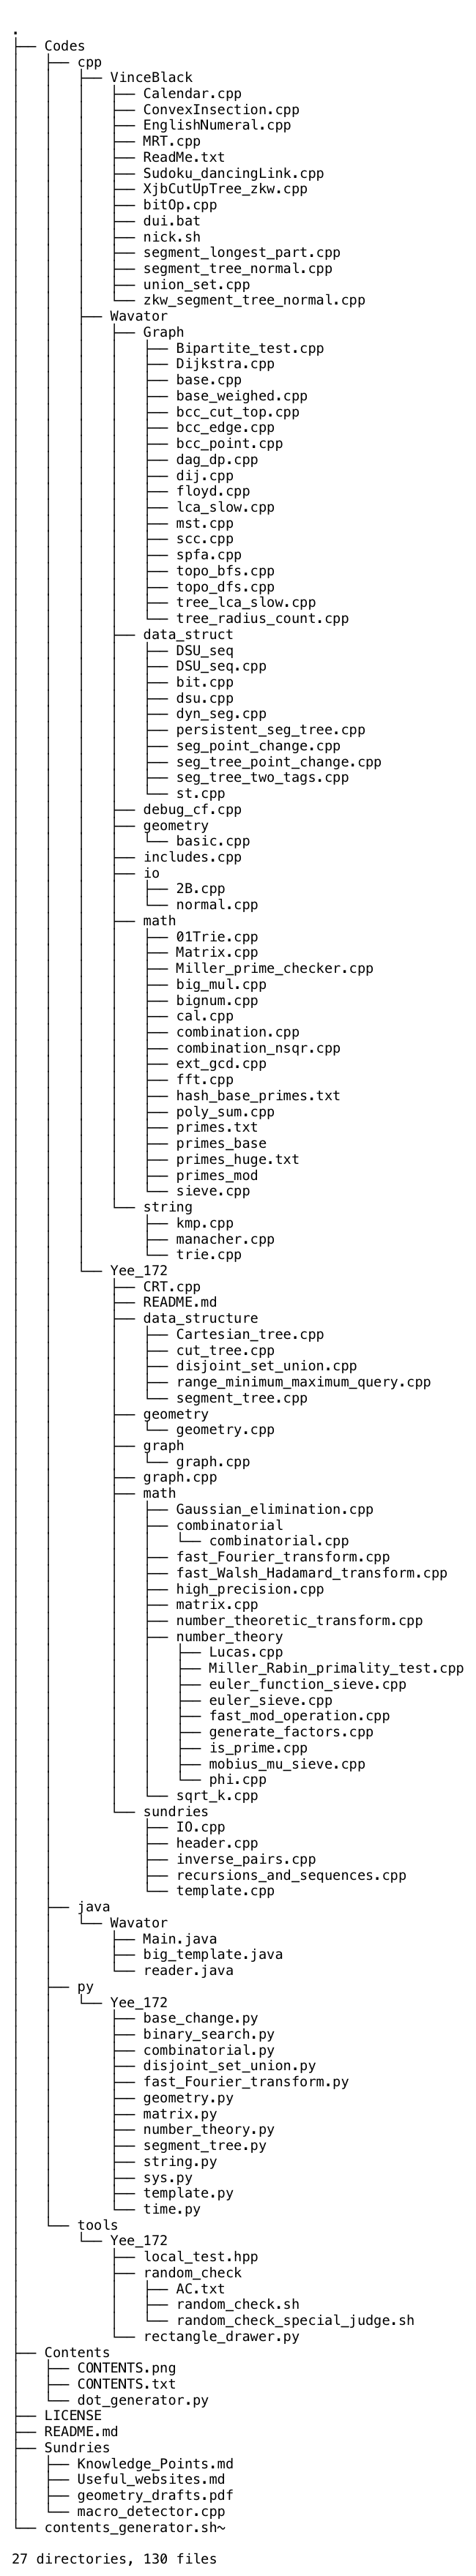 .
├── Codes
│   ├── cpp
│   │   ├── VinceBlack
│   │   │   ├── Calendar.cpp
│   │   │   ├── ConvexInsection.cpp
│   │   │   ├── EnglishNumeral.cpp
│   │   │   ├── MRT.cpp
│   │   │   ├── ReadMe.txt
│   │   │   ├── Sudoku_dancingLink.cpp
│   │   │   ├── XjbCutUpTree_zkw.cpp
│   │   │   ├── bitOp.cpp
│   │   │   ├── dui.bat
│   │   │   ├── nick.sh
│   │   │   ├── segment_longest_part.cpp
│   │   │   ├── segment_tree_normal.cpp
│   │   │   ├── union_set.cpp
│   │   │   └── zkw_segment_tree_normal.cpp
│   │   ├── Wavator
│   │   │   ├── Graph
│   │   │   │   ├── Bipartite_test.cpp
│   │   │   │   ├── Dijkstra.cpp
│   │   │   │   ├── base.cpp
│   │   │   │   ├── base_weighed.cpp
│   │   │   │   ├── bcc_cut_top.cpp
│   │   │   │   ├── bcc_edge.cpp
│   │   │   │   ├── bcc_point.cpp
│   │   │   │   ├── dag_dp.cpp
│   │   │   │   ├── dij.cpp
│   │   │   │   ├── floyd.cpp
│   │   │   │   ├── lca_slow.cpp
│   │   │   │   ├── mst.cpp
│   │   │   │   ├── scc.cpp
│   │   │   │   ├── spfa.cpp
│   │   │   │   ├── topo_bfs.cpp
│   │   │   │   ├── topo_dfs.cpp
│   │   │   │   ├── tree_lca_slow.cpp
│   │   │   │   └── tree_radius_count.cpp
│   │   │   ├── data_struct
│   │   │   │   ├── DSU_seq
│   │   │   │   ├── DSU_seq.cpp
│   │   │   │   ├── bit.cpp
│   │   │   │   ├── dsu.cpp
│   │   │   │   ├── dyn_seg.cpp
│   │   │   │   ├── persistent_seg_tree.cpp
│   │   │   │   ├── seg_point_change.cpp
│   │   │   │   ├── seg_tree_point_change.cpp
│   │   │   │   ├── seg_tree_two_tags.cpp
│   │   │   │   └── st.cpp
│   │   │   ├── debug_cf.cpp
│   │   │   ├── geometry
│   │   │   │   └── basic.cpp
│   │   │   ├── includes.cpp
│   │   │   ├── io
│   │   │   │   ├── 2B.cpp
│   │   │   │   └── normal.cpp
│   │   │   ├── math
│   │   │   │   ├── 01Trie.cpp
│   │   │   │   ├── Matrix.cpp
│   │   │   │   ├── Miller_prime_checker.cpp
│   │   │   │   ├── big_mul.cpp
│   │   │   │   ├── bignum.cpp
│   │   │   │   ├── cal.cpp
│   │   │   │   ├── combination.cpp
│   │   │   │   ├── combination_nsqr.cpp
│   │   │   │   ├── ext_gcd.cpp
│   │   │   │   ├── fft.cpp
│   │   │   │   ├── hash_base_primes.txt
│   │   │   │   ├── poly_sum.cpp
│   │   │   │   ├── primes.txt
│   │   │   │   ├── primes_base
│   │   │   │   ├── primes_huge.txt
│   │   │   │   ├── primes_mod
│   │   │   │   └── sieve.cpp
│   │   │   └── string
│   │   │       ├── kmp.cpp
│   │   │       ├── manacher.cpp
│   │   │       └── trie.cpp
│   │   └── Yee_172
│   │       ├── CRT.cpp
│   │       ├── README.md
│   │       ├── data_structure
│   │       │   ├── Cartesian_tree.cpp
│   │       │   ├── cut_tree.cpp
│   │       │   ├── disjoint_set_union.cpp
│   │       │   ├── range_minimum_maximum_query.cpp
│   │       │   └── segment_tree.cpp
│   │       ├── geometry
│   │       │   └── geometry.cpp
│   │       ├── graph
│   │       │   └── graph.cpp
│   │       ├── graph.cpp
│   │       ├── math
│   │       │   ├── Gaussian_elimination.cpp
│   │       │   ├── combinatorial
│   │       │   │   └── combinatorial.cpp
│   │       │   ├── fast_Fourier_transform.cpp
│   │       │   ├── fast_Walsh_Hadamard_transform.cpp
│   │       │   ├── high_precision.cpp
│   │       │   ├── matrix.cpp
│   │       │   ├── number_theoretic_transform.cpp
│   │       │   ├── number_theory
│   │       │   │   ├── Lucas.cpp
│   │       │   │   ├── Miller_Rabin_primality_test.cpp
│   │       │   │   ├── euler_function_sieve.cpp
│   │       │   │   ├── euler_sieve.cpp
│   │       │   │   ├── fast_mod_operation.cpp
│   │       │   │   ├── generate_factors.cpp
│   │       │   │   ├── is_prime.cpp
│   │       │   │   ├── mobius_mu_sieve.cpp
│   │       │   │   └── phi.cpp
│   │       │   └── sqrt_k.cpp
│   │       └── sundries
│   │           ├── IO.cpp
│   │           ├── header.cpp
│   │           ├── inverse_pairs.cpp
│   │           ├── recursions_and_sequences.cpp
│   │           └── template.cpp
│   ├── java
│   │   └── Wavator
│   │       ├── Main.java
│   │       ├── big_template.java
│   │       └── reader.java
│   ├── py
│   │   └── Yee_172
│   │       ├── base_change.py
│   │       ├── binary_search.py
│   │       ├── combinatorial.py
│   │       ├── disjoint_set_union.py
│   │       ├── fast_Fourier_transform.py
│   │       ├── geometry.py
│   │       ├── matrix.py
│   │       ├── number_theory.py
│   │       ├── segment_tree.py
│   │       ├── string.py
│   │       ├── sys.py
│   │       ├── template.py
│   │       └── time.py
│   └── tools
│       └── Yee_172
│           ├── local_test.hpp
│           ├── random_check
│           │   ├── AC.txt
│           │   ├── random_check.sh
│           │   └── random_check_special_judge.sh
│           └── rectangle_drawer.py
├── Contents
│   ├── CONTENTS.png
│   ├── CONTENTS.txt
│   └── dot_generator.py
├── LICENSE
├── README.md
├── Sundries
│   ├── Knowledge_Points.md
│   ├── Useful_websites.md
│   ├── geometry_drafts.pdf
│   └── macro_detector.cpp
└── contents_generator.sh~
27 directories, 130 files